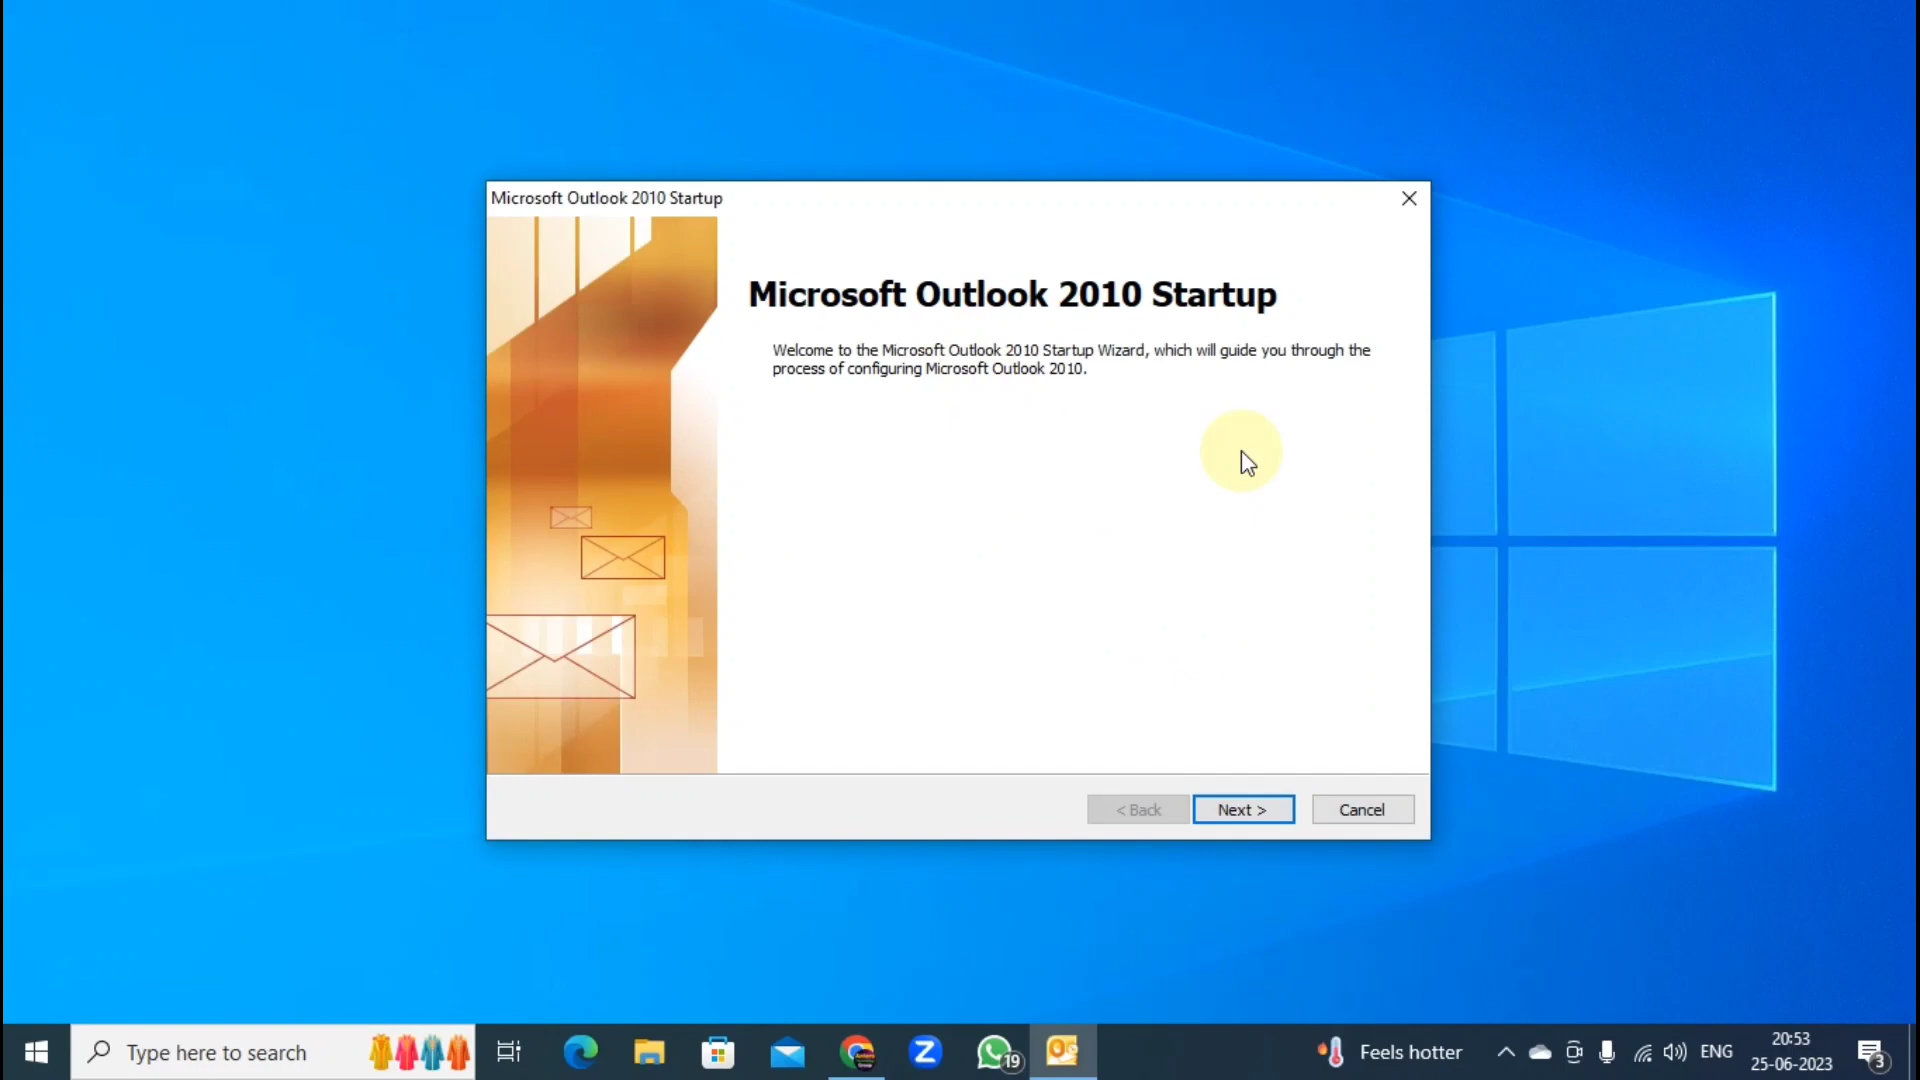 Microsoft Outlook 2010 Startup
Microsoft Outlook 2010 Startup
Welcome to the Microsoft Outlook 2010 Startup Wizard, which will guide you through the
process of configuring Microsoft Outlook 2010.
< Back
Next >
Cancel
Type here to search
19
Feels hotter
ENG
20:53
25-06-2023
3